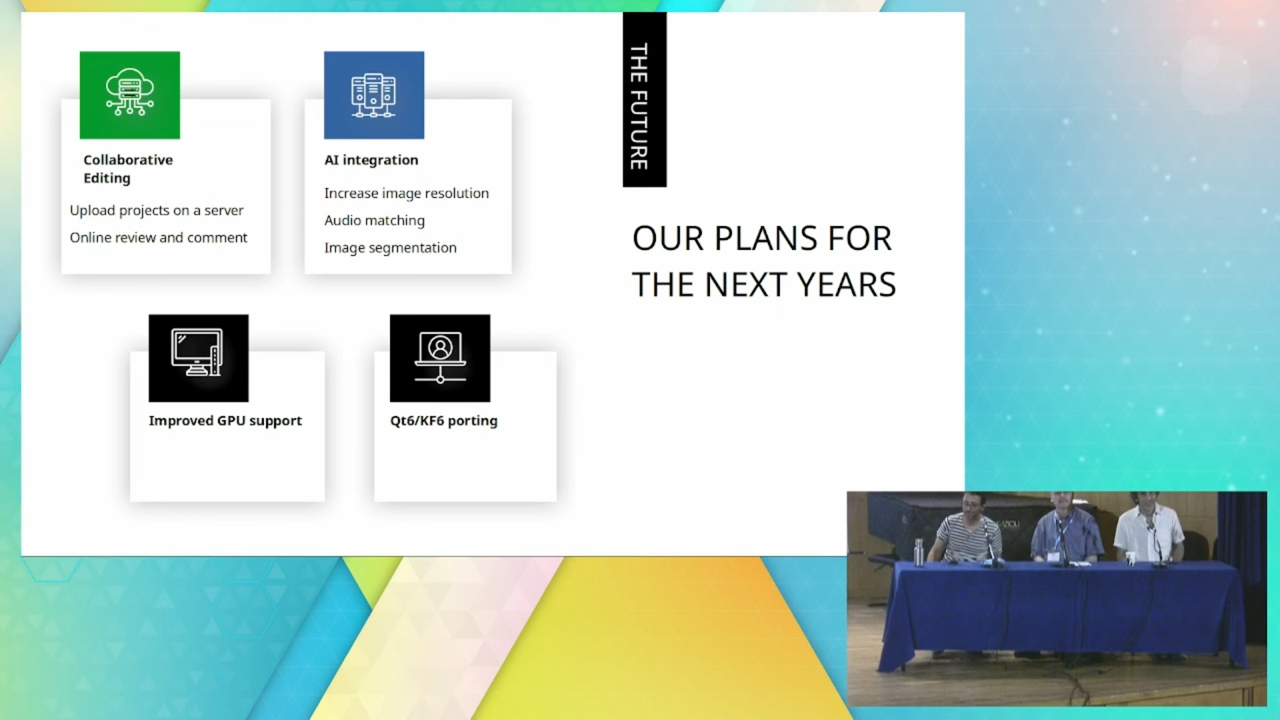 THE FUTURE
OUR PLANS FOR
THE NEXT YEARS
Collaborative
Editing
Upload projects on a server
Online review and comment
AI integration
Increase image resolution
Audio matching
Image segmentation
Improved GPU support
Qt6/KF6 porting